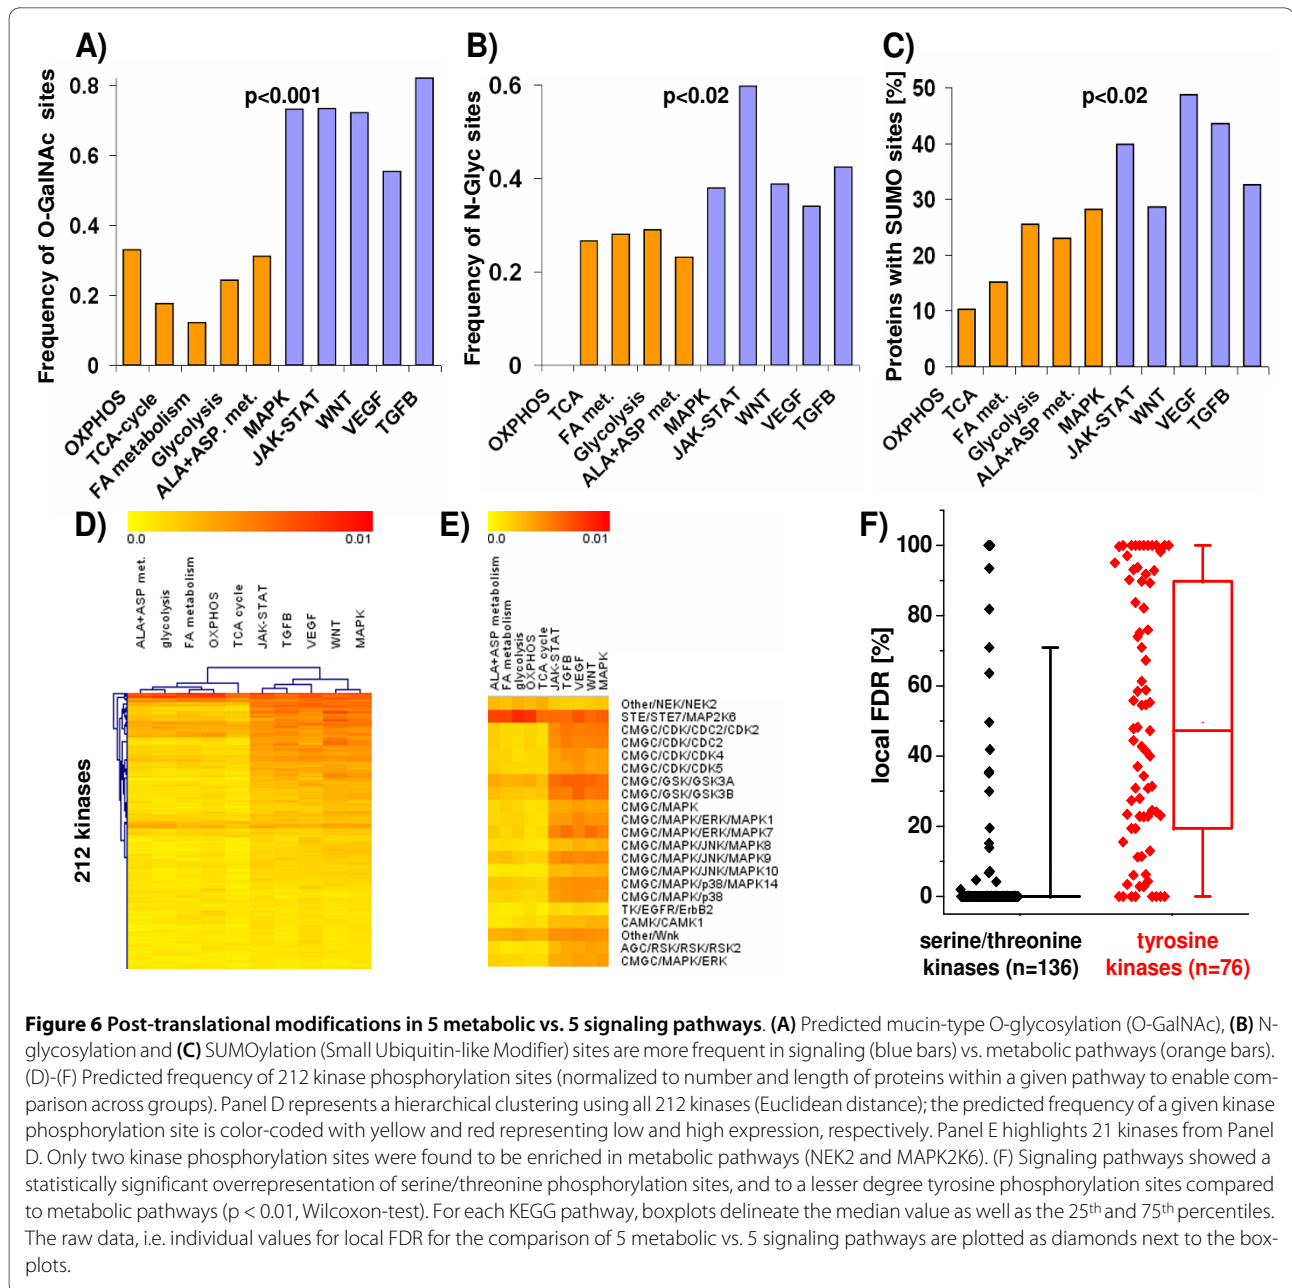 A)
Frequency of O-GalNAc sites
0.8
0.6
0.4
0.2
0
p<0.001
OXPHOS
TCA-cycle
FA metabolism
Glycolysis
ALA+ASP . met.
MAPK
JAK-STAT
WNT
VEGF
TGFB
B)
Frequency of N-Glyc sites
0.6
0.4
0.2
0
p<0.02
OXPHOS
TCA
FA met.
Glycolysis
ALA+ASP met.
MAPK
JAK-STAT
WNT
VEGF
TGFB
C)
Proteins with SUMO sites [%]
50
40
30
20
10
0
p<0.02
OXPHOS
TCA
FA met.
Glycolysis
ALA+ASP met.
MAPK
JAK-STAT
WNT
VEGF
TGFB
D)
0.0 0.01
ALA+ASP met.
glycolysis
FA metabolism
OXPHOS
TCA cycle
JAK-STAT
TGFB
VEGF
WNT
MAPK
212 kinases
E)
0.0 0.01
ALA+ASP metabolism
FA metabolism
glycolysis
OXPHOS
TCA cycle
JAK-STAT
TGFB
VEGF
WNT
MAPK
Other/NEK/NEK2
STE/STE7/MAP2K6
CMGC/CDK/CDC2/CDK2
CMGC/CDK/CDC2
CMGC/CDK/CDK4
CMGC/CDK/CDK5
CMGC/GSK/GSK3A
CMGC/GSK/GSK3B
CMGC/MAPK
CMGC/MAPK/ERK/MAPK1
CMGC/MAPK/ERK/MAPK7
CMGC/MAPK/JNK/MAPK8
CMGC/MAPK/JNK/MAPK9
CMGC/MAPK/JNK/MAPK10
CMGC/MAPK/p38/MAPK14
CMGC/MAPK/p38
TK/EGFR/ErbB2
CAMK/CAMK1
Other/Wnk
AGC/RSK/RSK/RSK2
CMGC/MAPK/ERK
F)
local FDR [%]
100
80
60
40
20
0
serine/threonine
kinases (n=136)
tyrosine
kinases (n=76)
Figure 6 Post-translational modifications in 5 metabolic vs. 5 signaling pathways. (A) Predicted mucin-type O-glycosylation (O-GalNAc), (B) N-
glycosylation and (C) SUMOylation (Small Ubiquitin-like Modifier) sites are more frequent in signaling (blue bars) vs. metabolic pathways (orange bars).
(D)-(F) Predicted frequency of 212 kinase phosphorylation sites (normalized to number and length of proteins within a given pathway to enable com-
parison across groups). Panel D represents a hierarchical clustering using all 212 kinases (Euclidean distance); the predicted frequency of a given kinase
phosphorylation site is color-coded with yellow and red representing low and high expression, respectively. Panel E highlights 21 kinases from Panel
D. Only two kinase phosphorylation sites were found to be enriched in metabolic pathways (NEK2 and MAPK2K6). (F) Signaling pathways showed a
statistically significant overrepresentation of serine/threonine phosphorylation sites, and to a lesser degree tyrosine phosphorylation sites compared
to metabolic pathways (p < 0.01, Wilcoxon-test). For each KEGG pathway, boxplots delineate the median value as well as the 25th and 75th percentiles.
The raw data, i.e. individual values for local FDR for the comparison of 5 metabolic vs. 5 signaling pathways are plotted as diamonds next to the box-
plots.